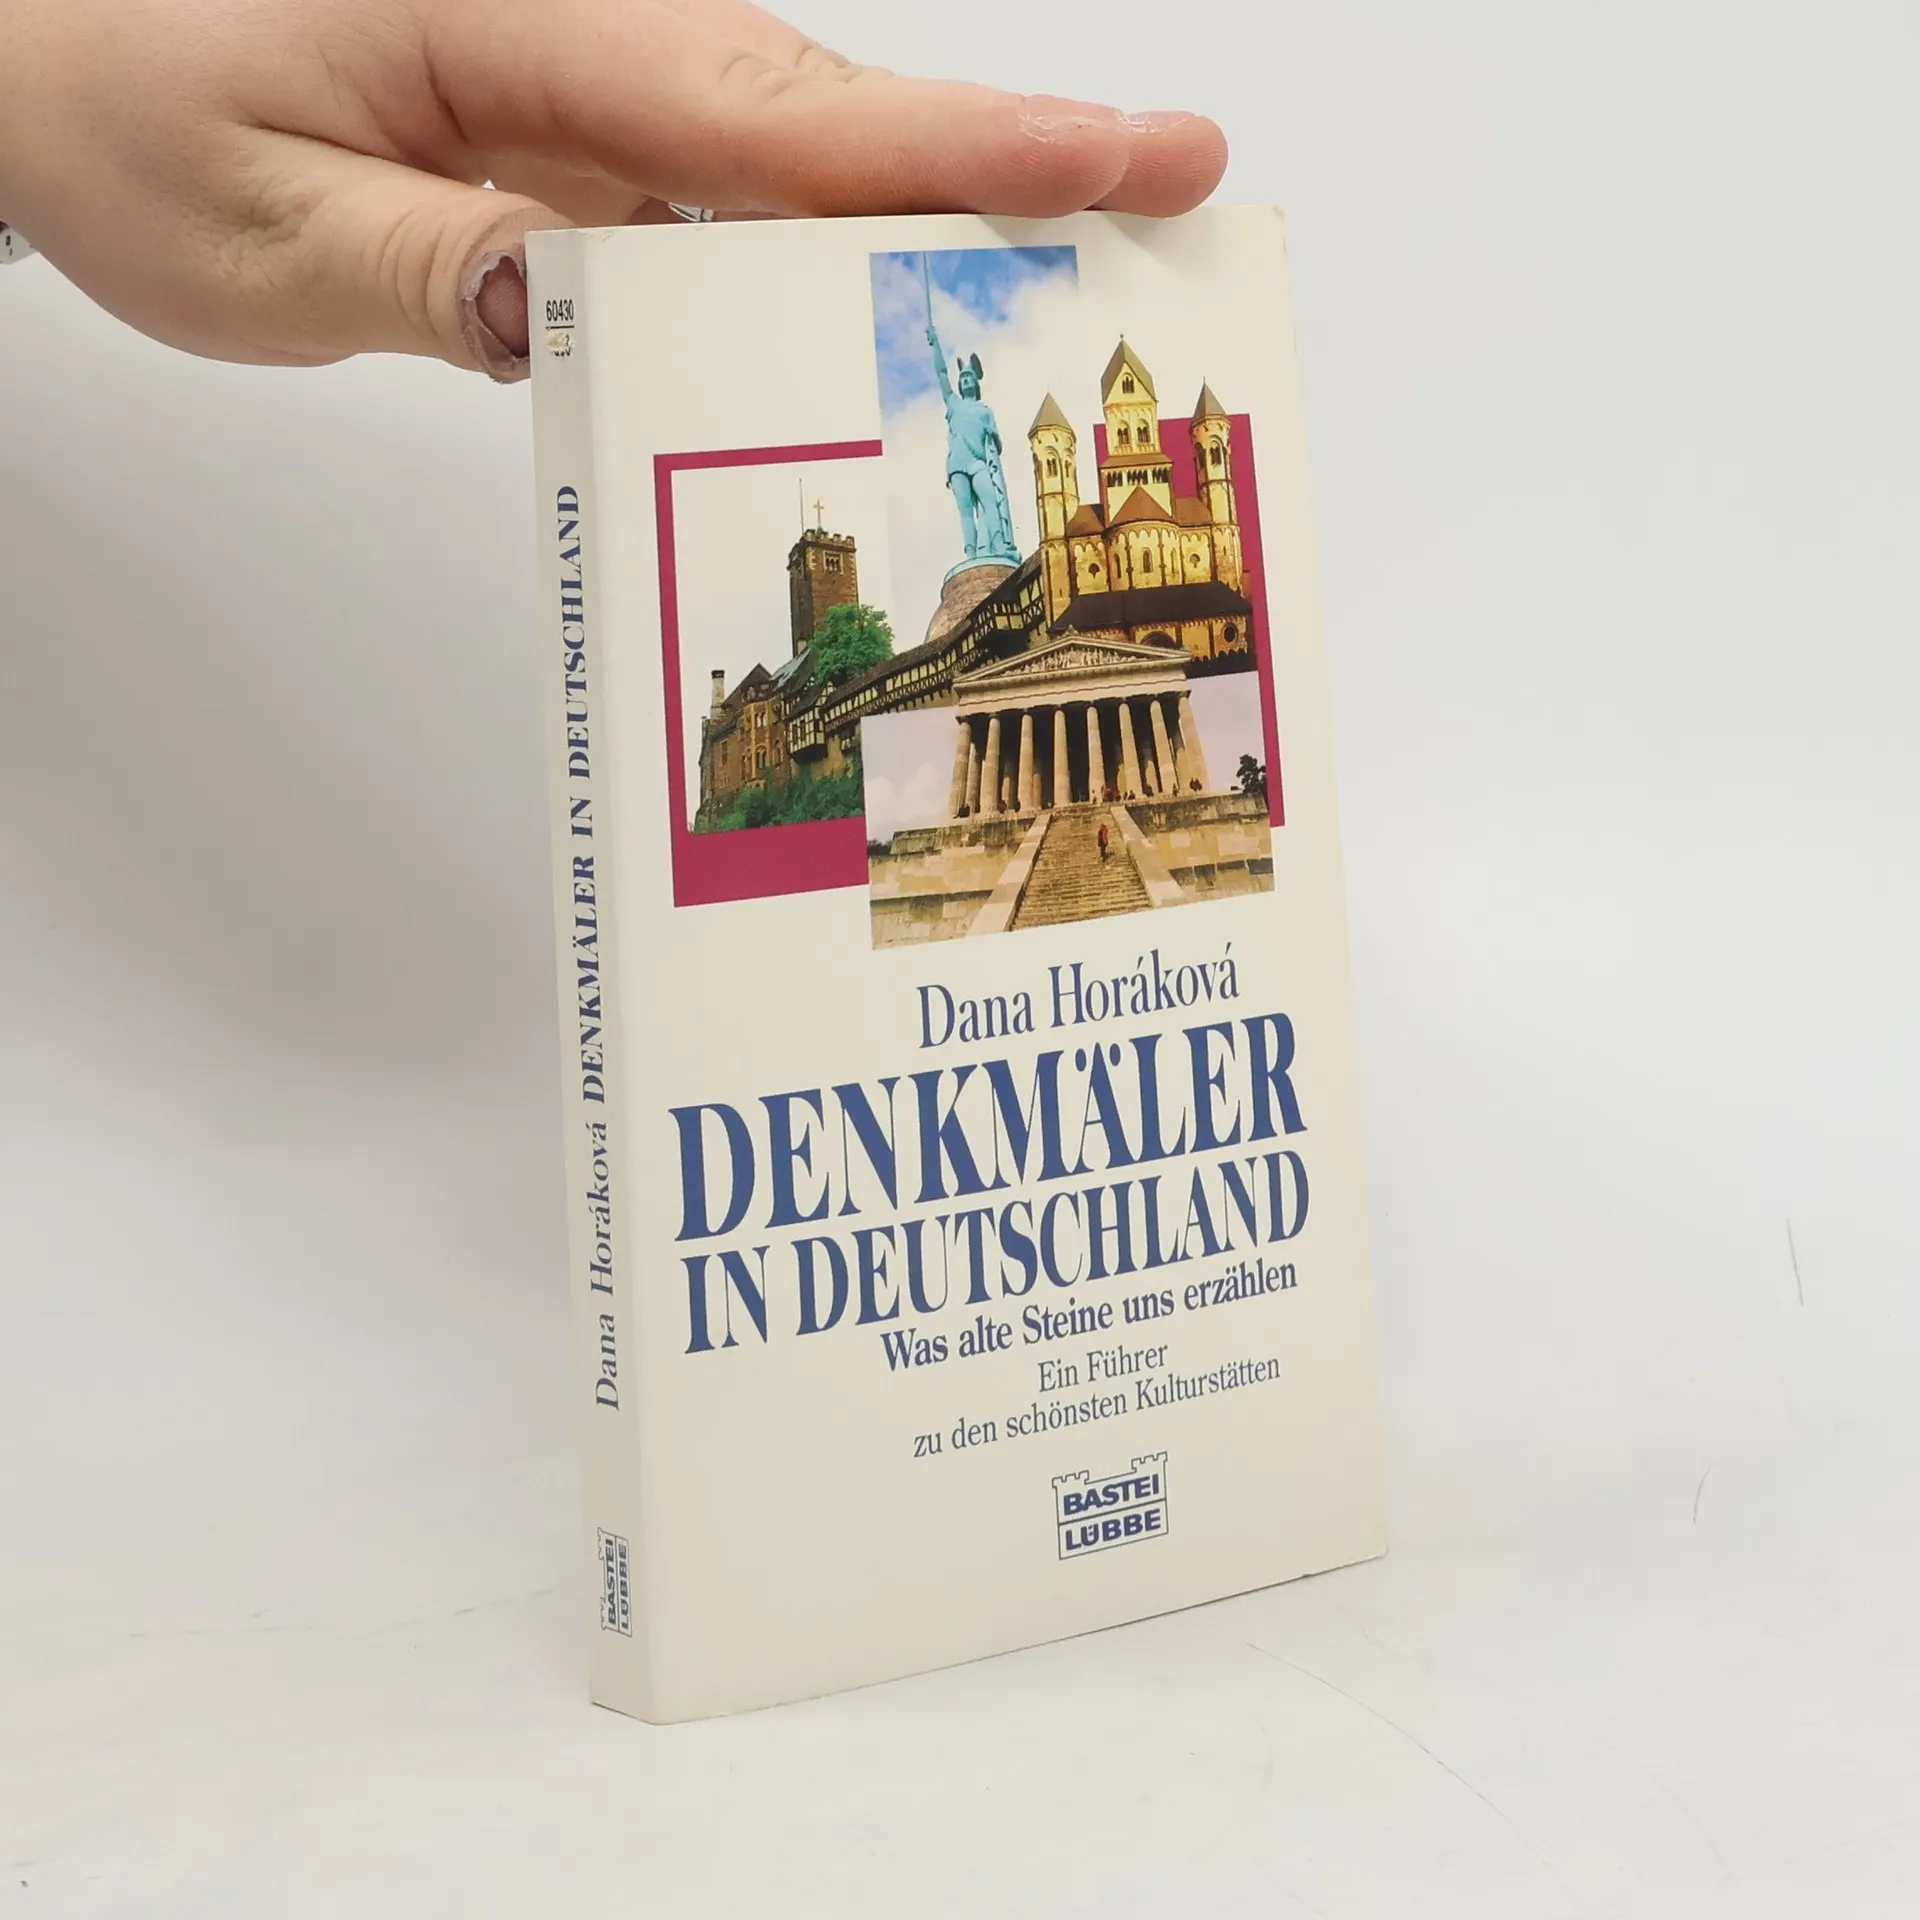 60430
Dana Horáková DENKMÄLER IN DEUTSCHLAND
BASTEI
LÜBBE
Dana Horáková
DENKMÄLER
IN DEUTSCHLAND
Was alte Steine uns erzählen
Ein Führer
zu den schönsten Kulturstätten
BASTEI
LÜBBE